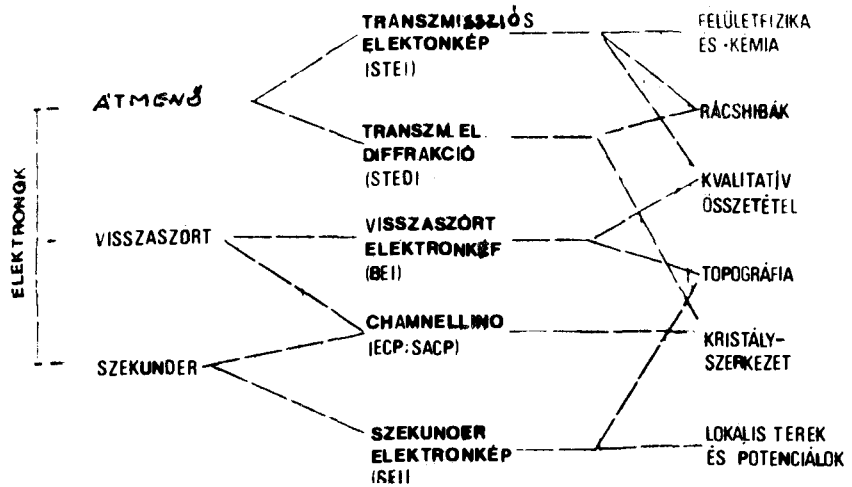 ELEKTRONOK
ÁTMENŐ
VISSZASZÓRT
SZEKUNDER
TRANSZMISSZIÓS
ELEKTONKÉP
(STEI)
TRANSZM. EL.
DIFFRAKCIÓ
(STED)
VISSZASZÓRT
ELEKTRONKÉP
(BEI)
CHAMNELLINO
(ECP; SACP)
SZEKUNDER
ELEKTRONKÉP
(SEI)
FELÜLETFIZIKA
ÉS -KÉMIA
RÁCSHIBÁK
KVALITATÍV
ÖSSZETÉTEL
TOPOGRÁFIA
KRISTÁLY-
SZERKEZET
LOKÁLIS TEREK
ÉS POTENCIÁLOK